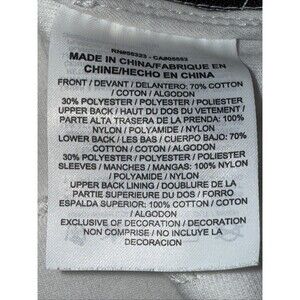 RN#56323 - CA#05553
MADE IN CHINA/FABRIQUE EN
CHINE/HECHO EN CHINA
FRONT / DEVANT / DELANTERO: 70% COTTON
/ COTON / ALGODON
30% POLYESTER / POLYESTER / POLIESTER
UPPER BACK / HAUT DU DOS DU VETEMENT /
PARTE ALTA TRASERA DE LA PRENDA: 100%
NYLON / POLYAMIDE / NYLON
LOWER BACK / LES BAS / CUERPO BAJO: 70%
COTTON / COTON / ALGODON
30% POLYESTER / POLYESTER / POLIESTER
SLEEVES / MANCHES / MANGAS: 100% NYLON
/ POLYAMIDE / NYLON
UPPER BACK LINING / DOUBLURE DE LA
PARTIE SUPERIEURE DU DOS / FORRO
ESPALDA SUPERIOR: 100% COTTON / COTON
/ ALGODON
EXCLUSIVE OF DECORATION / DECORATION
NON COMPRISE / NO INCLUYE LA
DECORACION